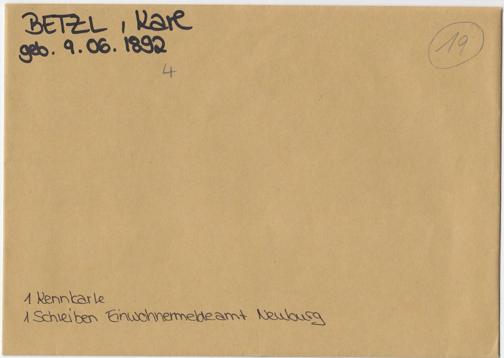 BETZL, Karl
geb. 9.06.1892
19
4
1 Kennkarte
1 Schreiben Einwohnermeldeamt Neuburg